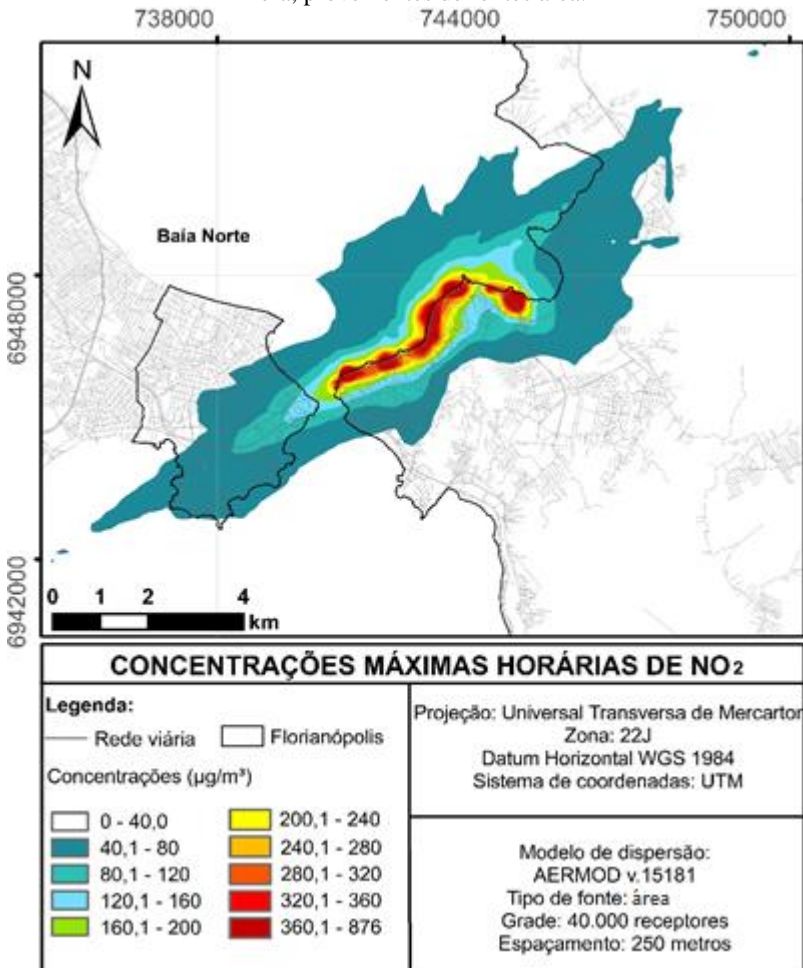 738000 744000 750000
N
Baía Norte
6948000
6942000
0 1 2 4
km
CONCENTRAÇÕES MÁXIMAS HORÁRIAS DE NO2
Legenda:
Rede viária Florianópolis
Concentrações (µg/m³)
0 - 40,0
40,1 - 80
80,1 - 120
120,1 - 160
160,1 - 200
200,1 - 240
240,1 - 280
280,1 - 320
320,1 - 360
360,1 - 876
Projeção: Universal Transversa de Mercartor
Zona: 22J
Datum Horizontal WGS 1984
Sistema de coordenadas: UTM
Modelo de dispersão:
AERMOD v.15181
Tipo de fonte: área
Grade: 40.000 receptores
Espaçamento: 250 metros